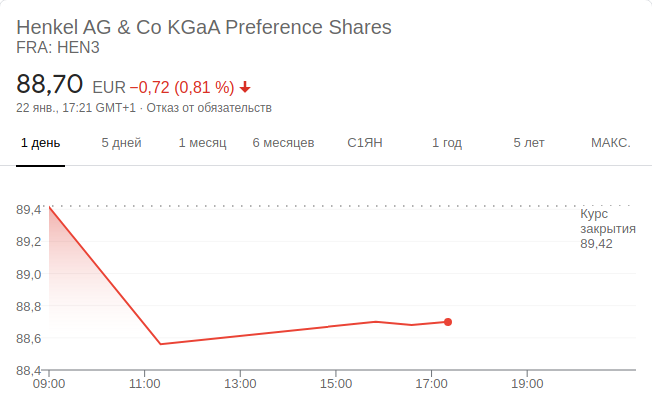 Henkel AG & Co KGaA Preference Shares
FRA: HEN3
88,70 EUR −0,72 (0,81 %)
22 янв., 17:21 GMT+1 · Отказ от обязательств
1 день 5 дней 1 месяц 6 месяцев С1ЯН 1 год 5 лет МАКС.
89,4
Курс
закрытия
89,2
89,42
89,0
88,8
88,6
88,4
09:00 11:00 13:00 15:00 17:00 19:00